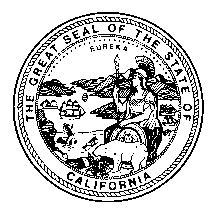 THE GREAT SEAL OF THE STATE OF CALIFORNIA
EUREKA